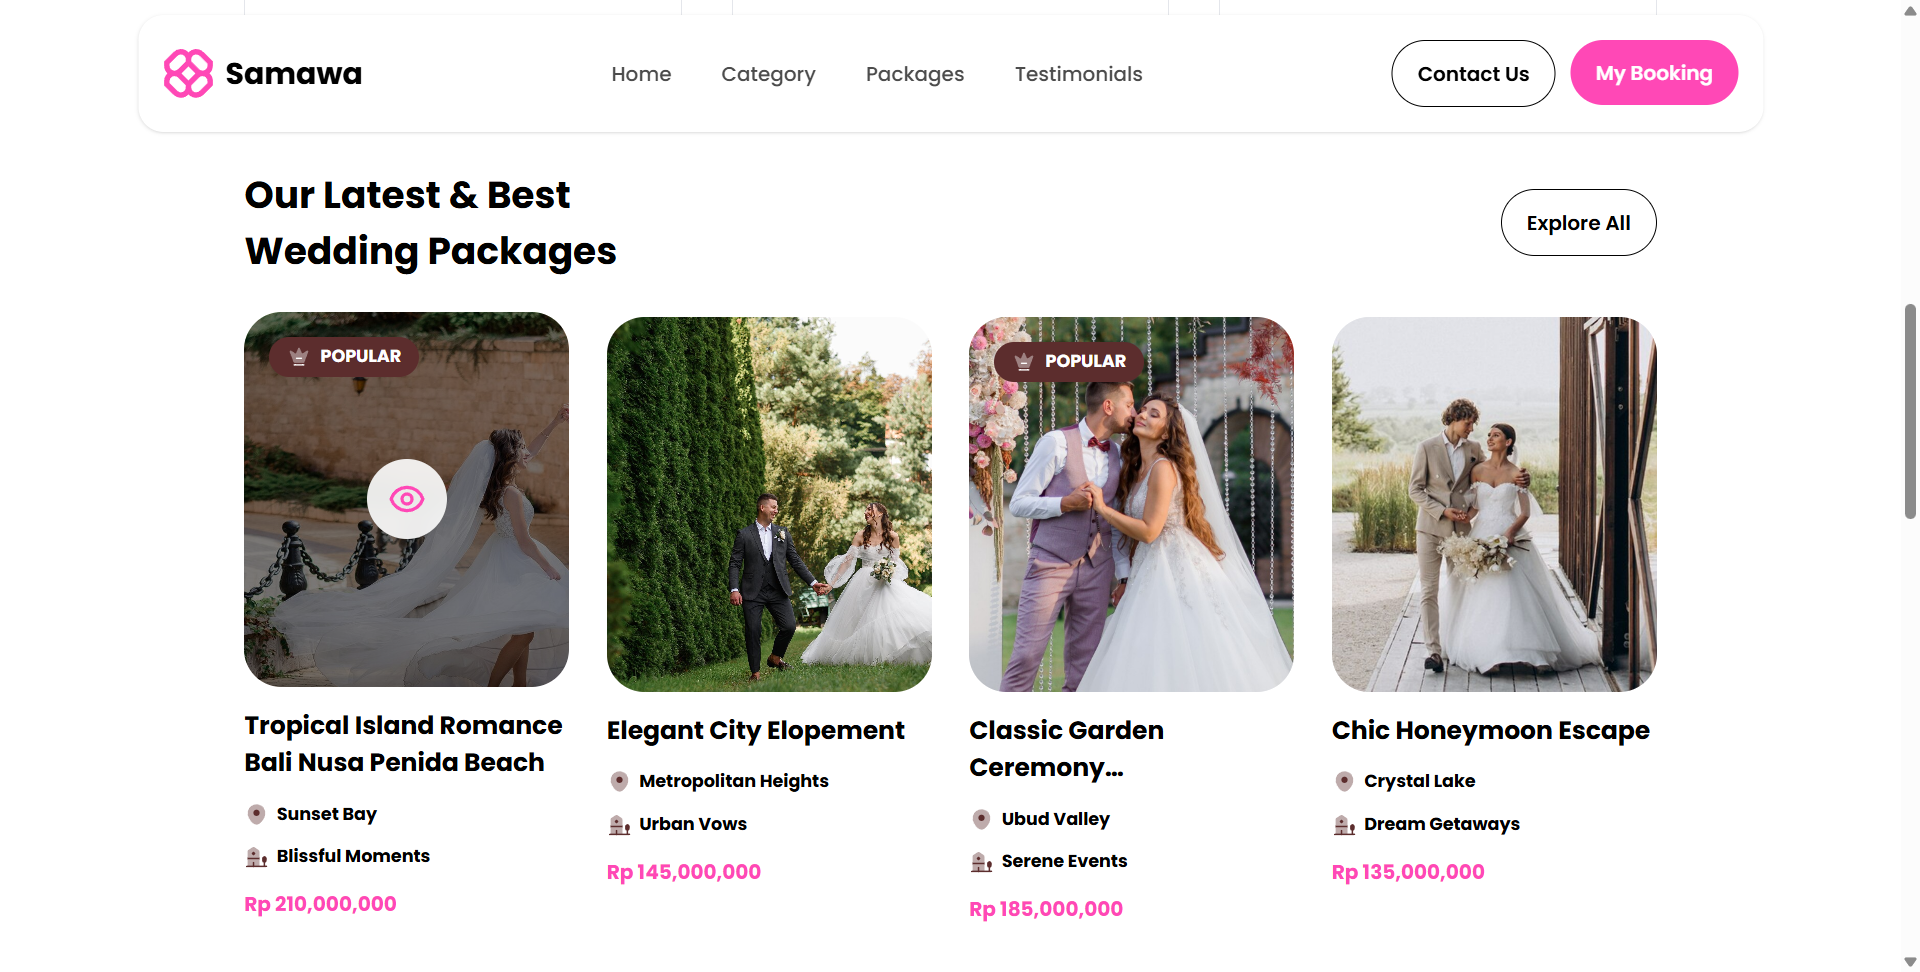 Samawa
Home
Category
Packages
Testimonials
Contact Us
My Booking
Our Latest & Best
Wedding Packages
Explore All
POPULAR
Tropical Island Romance
Bali Nusa Penida Beach
Sunset Bay
Blissful Moments
Rp 210,000,000
Elegant City Elopement
Metropolitan Heights
Urban Vows
Rp 145,000,000
POPULAR
Classic Garden
Ceremony...
Ubud Valley
Serene Events
Rp 185,000,000
Chic Honeymoon Escape
Crystal Lake
Dream Getaways
Rp 135,000,000